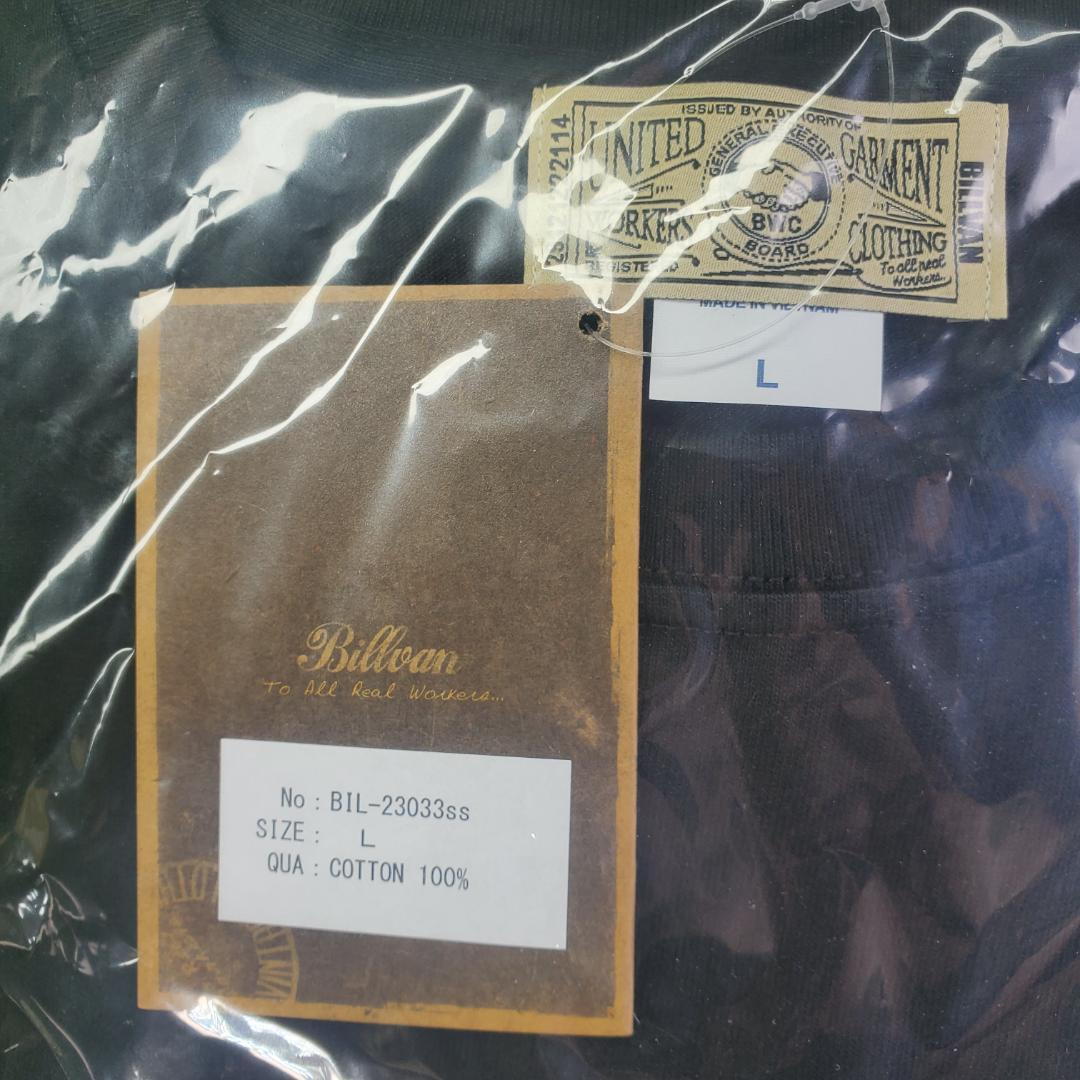 ISSUED BY AUTHORITY OF
UNITED
GARMENT
WORKERS
CLOTHING
REGISTERED
GENERAL EXECUTIVE
BWC
BOARD
To all real
Workers..
BILLVAN
MADE IN VIETNAM
L
Billvan
To All Real Workers...
No : BIL-23033ss
SIZE : L
QUA : COTTON 100%